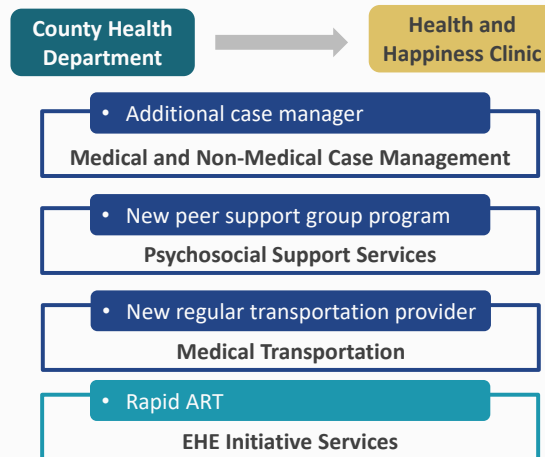 County Health
Department
Health and
Happiness Clinic
• Additional case manager
Medical and Non-Medical Case Management
• New peer support group program
Psychosocial Support Services
• New regular transportation provider
Medical Transportation
• Rapid ART
EHE Initiative Services